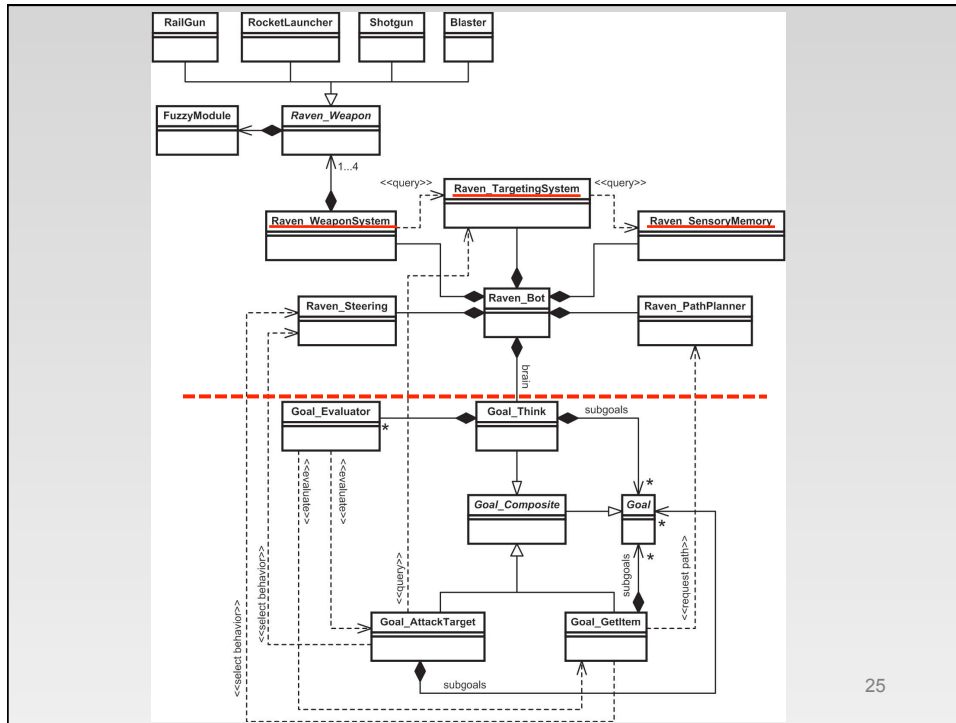 RailGun RocketLauncher Shotgun Blaster
FuzzyModule Raven_Weapon
1...4
<<query>> Raven_TargetingSystem <<query>>
Raven_WeaponSystem Raven_SensoryMemory
Raven_Steering Raven_Bot Raven_PathPlanner
brain
Goal_Evaluator Goal_Think subgoals
*
<<evaluate>> <<evaluate>>
*
Goal_Composite Goal
*
*
<<select behavior>> <<select behavior>> <<query>> subgoals <<request path>>
Goal_AttackTarget Goal_GetItem
subgoals
25